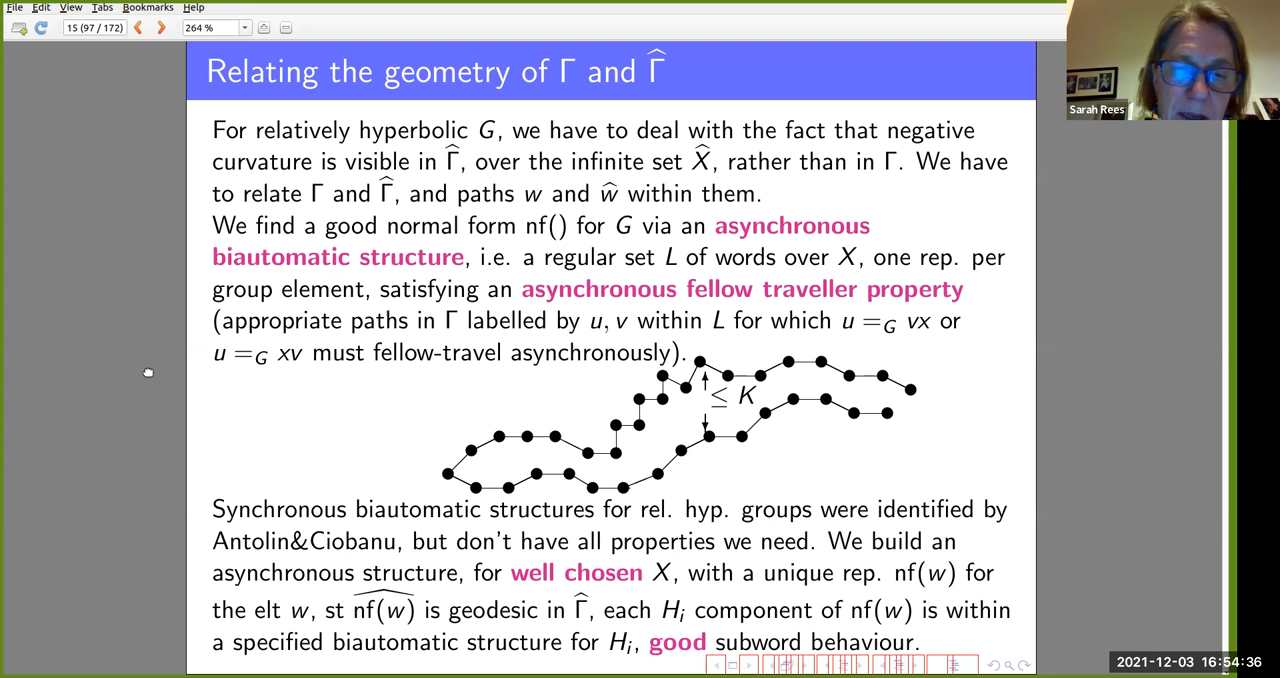 File Edit View Tabs Bookmarks Help
15 (97 / 172) 264 %
Sarah Rees
Relating the geometry of Γ and Γ̂
For relatively hyperbolic G, we have to deal with the fact that negative
curvature is visible in Γ̂, over the infinite set X̂, rather than in Γ. We have
to relate Γ and Γ̂, and paths w and ŵ within them.
We find a good normal form nf() for G via an asynchronous
biautomatic structure, i.e. a regular set L of words over X, one rep. per
group element, satisfying an asynchronous fellow traveller property
(appropriate paths in Γ labelled by u, v within L for which u =_G vx or
u =_G xv must fellow-travel asynchronously).
≤ K
Synchronous biautomatic structures for rel. hyp. groups were identified by
Antolin&Ciobanu, but don't have all properties we need. We build an
asynchronous structure, for well chosen X, with a unique rep. nf(w) for
the elt w, st \widehat{nf(w)} is geodesic in Γ̂, each H_i component of nf(w) is within
a specified biautomatic structure for H_i, good subword behaviour.
2021-12-03 16:54:36